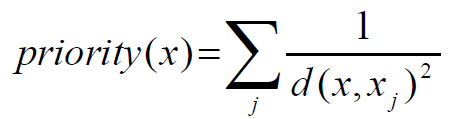 priority(x)=∑_j 1/d(x,x_j)^2